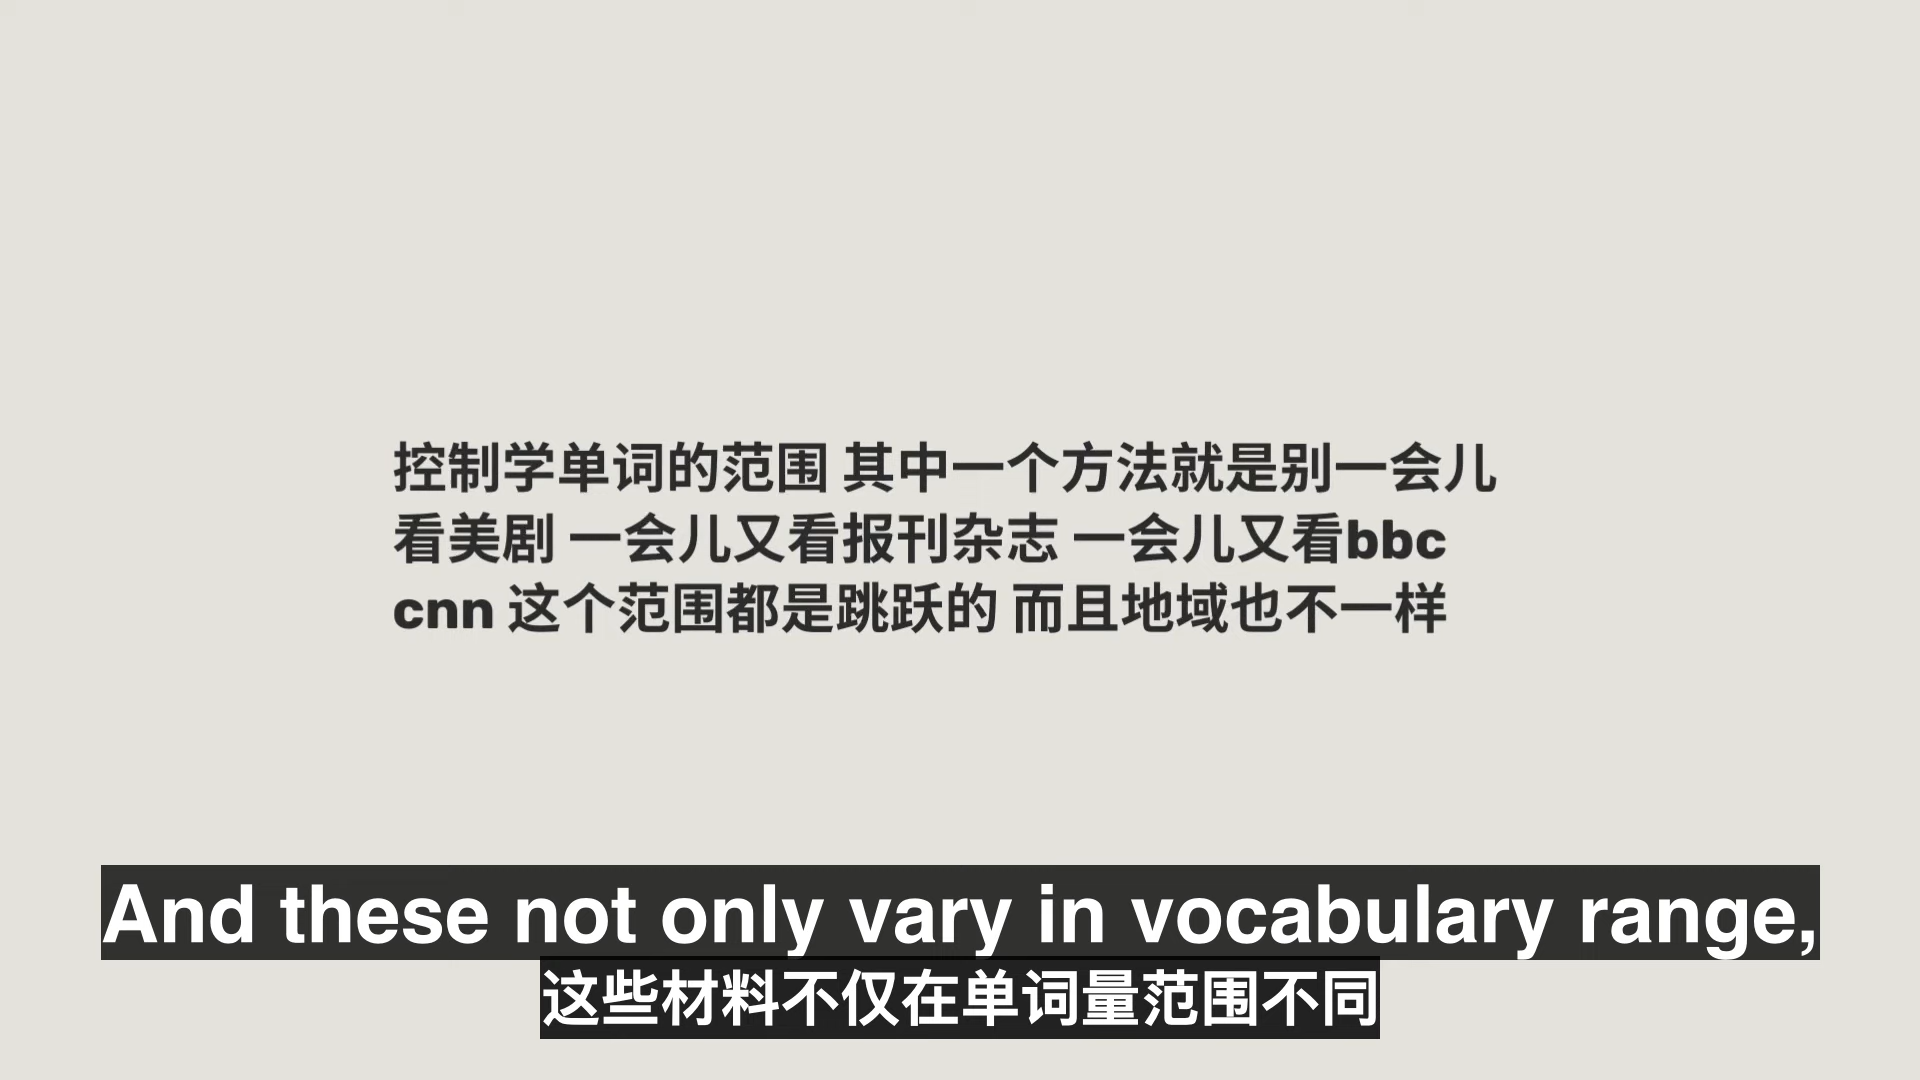 控制学单词的范围 其中一个方法就是别一会儿
看美剧 一会儿又看报刊杂志 一会儿又看bbc
cnn 这个范围都是跳跃的 而且地域也不一样
And these not only vary in vocabulary range,
这些材料不仅在单词量范围不同